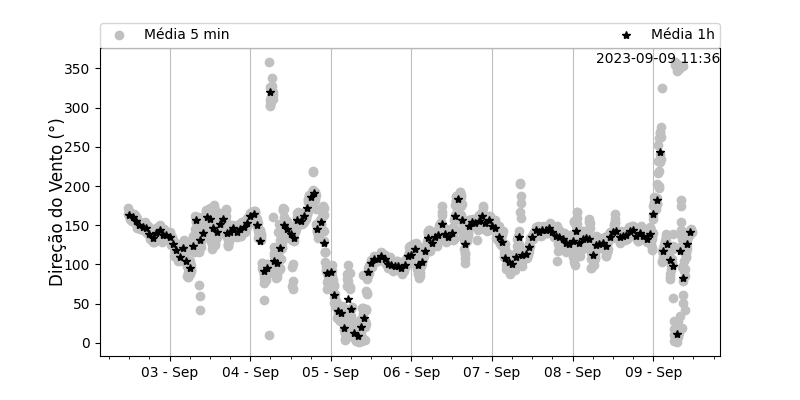 Média 5 min
Média 1h
2023-09-09 11:36
Direção do Vento (°)
350
300
250
200
150
100
50
0
03 - Sep
04 - Sep
05 - Sep
06 - Sep
07 - Sep
08 - Sep
09 - Sep